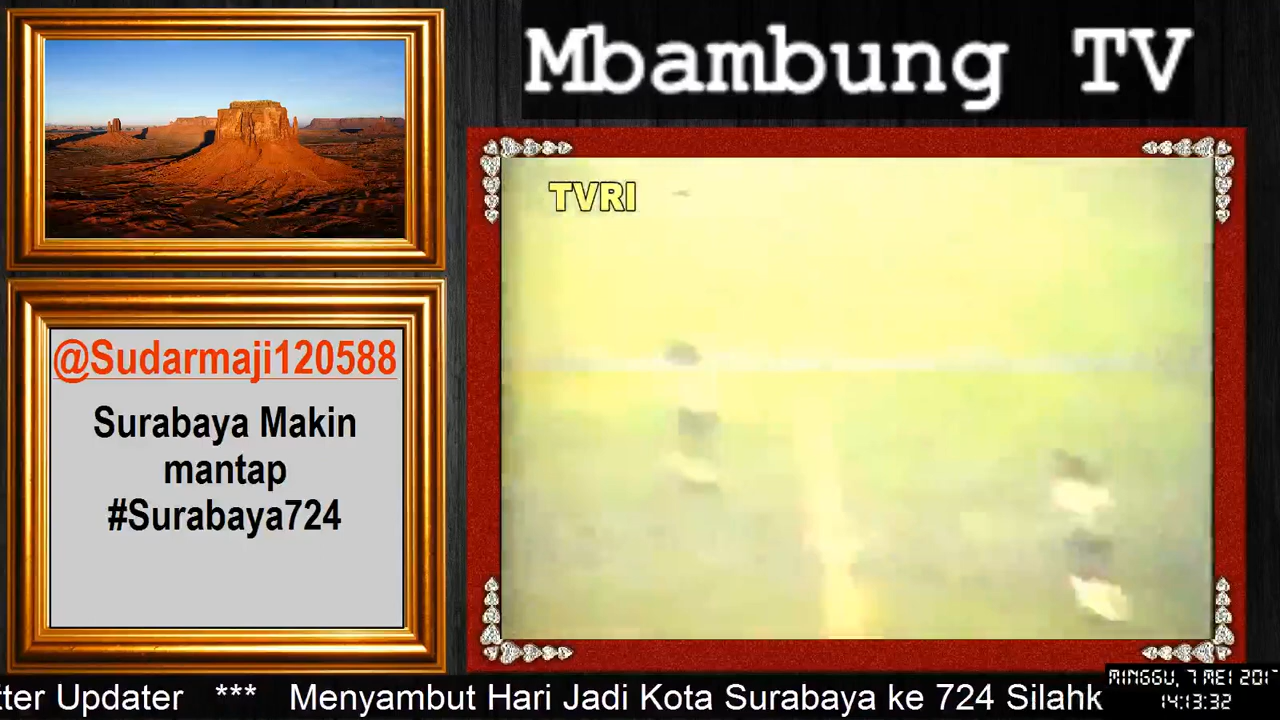 Mbambung TV
TVRI
@Sudarmaji120588
Surabaya Makin
mantap
#Surabaya724
tter Updater *** Menyambut Hari Jadi Kota Surabaya ke 724 Silahk
MINGGU, 7 MEI 201
14:13:32